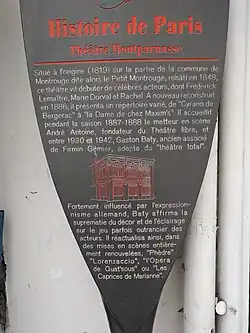 Histoire de Paris
Théâtre Montparnasse
Situé à l'origine (1819) sur la partie de la commune de
Montrouge dite alors le Petit Montrouge, rebâti en 1848,
ce théâtre vit débuter de célèbres acteurs, dont Frederick
Lemaître, Marie Dorval et Rachel. A nouveau reconstruit
en 1886, il présenta un répertoire varié, de "Cyrano de
Bergerac" à "la Dame de chez Maxim's". Il accueillit
pendant la saison 1887-1888 le metteur en scène
André Antoine, fondateur du Théâtre libre, et
entre 1930 et 1942, Gaston Baty, ancien associé
de Firmin Gémier, adepte du "théâtre total".
Fortement influencé par l'expression-
nisme allemand, Baty affirma la
suprématie du décor et de l'éclairage
sur le jeu parfois outrancier des
acteurs. Il réactualisa ainsi, dans
des mises en scènes entière-
ment renouvelées, "Phèdre"
"Lorenzaccio", "l'Opéra
de Quat'sous" ou "Les
Caprices de Marianne".